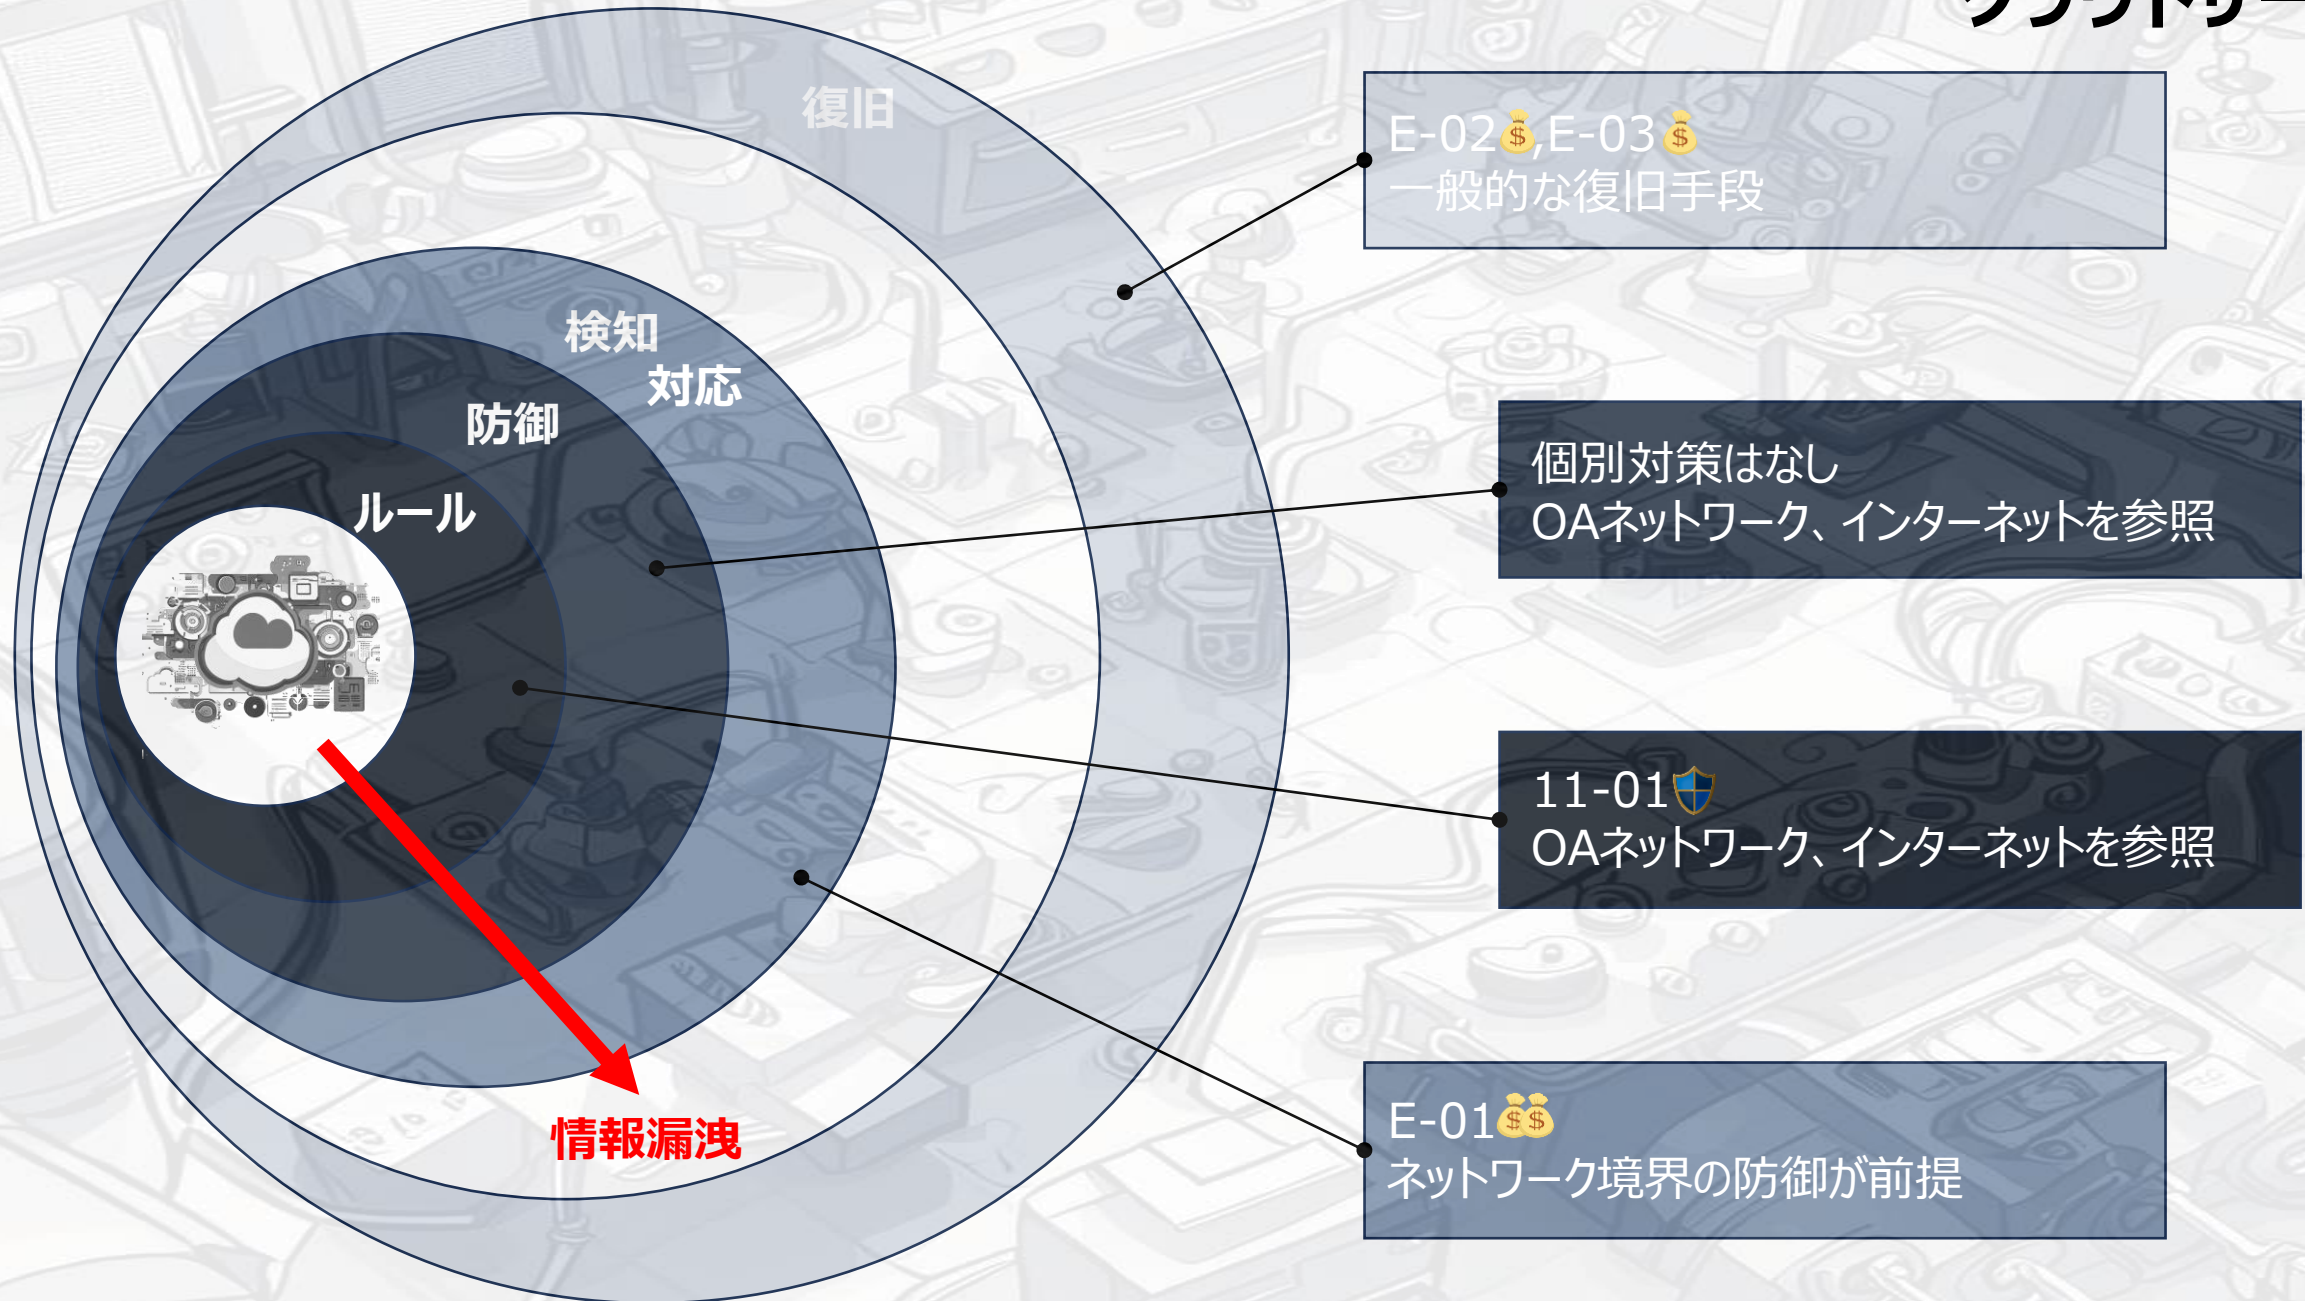 復旧
検知
対応
防御
ルール
情報漏洩
E-02💰,E-03💰
一般的な復旧手段
個別対策はなし
OAネットワーク、インターネットを参照
11-01🛡
OAネットワーク、インターネットを参照
E-01💰💰
ネットワーク境界の防御が前提